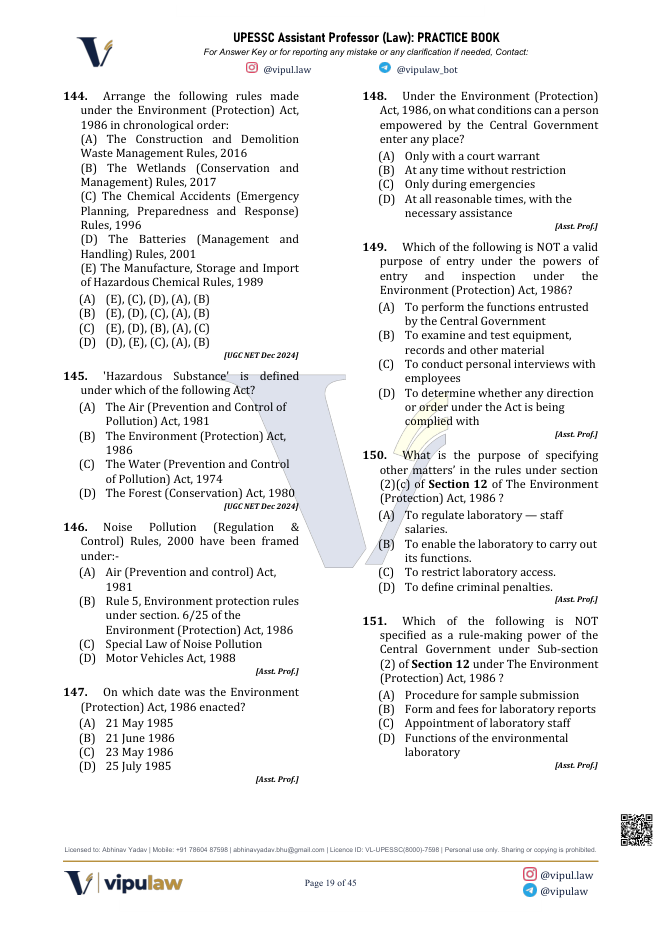 UPESSC Assistant Professor (Law): PRACTICE BOOK
For Answer Key or for reporting any mistake or any clarification if needed, Contact:
@vipul.law
@vipulaw_bot
144. Arrange the following rules made
under the Environment (Protection) Act,
1986 in chronological order:
(A) The Construction and Demolition
Waste Management Rules, 2016
(B) The Wetlands (Conservation and
Management) Rules, 2017
(C) The Chemical Accidents (Emergency
Planning, Preparedness and Response)
Rules, 1996
(D) The Batteries (Management and
Handling) Rules, 2001
(E) The Manufacture, Storage and Import
of Hazardous Chemical Rules, 1989
(A) (E), (C), (D), (A), (B)
(B) (E), (D), (C), (A), (B)
(C) (E), (D), (B), (A), (C)
(D) (D), (E), (C), (A), (B)
[UGC NET Dec 2024]
145. 'Hazardous Substance' is defined
under which of the following Act?
(A) The Air (Prevention and Control of
Pollution) Act, 1981
(B) The Environment (Protection) Act,
1986
(C) The Water (Prevention and Control
of Pollution) Act, 1974
(D) The Forest (Conservation) Act, 1980
[UGC NET Dec 2024]
146. Noise Pollution (Regulation &
Control) Rules, 2000 have been framed
under:-
(A) Air (Prevention and control) Act,
1981
(B) Rule 5, Environment protection rules
under section. 6/25 of the
Environment (Protection) Act, 1986
(C) Special Law of Noise Pollution
(D) Motor Vehicles Act, 1988
[Asst. Prof.]
147. On which date was the Environment
(Protection) Act, 1986 enacted?
(A) 21 May 1985
(B) 21 June 1986
(C) 23 May 1986
(D) 25 July 1985
[Asst. Prof.]
148. Under the Environment (Protection)
Act, 1986, on what conditions can a person
empowered by the Central Government
enter any place?
(A) Only with a court warrant
(B) At any time without restriction
(C) Only during emergencies
(D) At all reasonable times, with the
necessary assistance
[Asst. Prof.]
149. Which of the following is NOT a valid
purpose of entry under the powers of
entry and inspection under the
Environment (Protection) Act, 1986?
(A) To perform the functions entrusted
by the Central Government
(B) To examine and test equipment,
records and other material
(C) To conduct personal interviews with
employees
(D) To determine whether any direction
or order under the Act is being
complied with
[Asst. Prof.]
150. What is the purpose of specifying
other matters’ in the rules under section
(2)(c) of Section 12 of The Environment
(Protection) Act, 1986 ?
(A) To regulate laboratory — staff
salaries.
(B) To enable the laboratory to carry out
its functions.
(C) To restrict laboratory access.
(D) To define criminal penalties.
[Asst. Prof.]
151. Which of the following is NOT
specified as a rule-making power of the
Central Government under Sub-section
(2) of Section 12 under The Environment
(Protection) Act, 1986 ?
(A) Procedure for sample submission
(B) Form and fees for laboratory reports
(C) Appointment of laboratory staff
(D) Functions of the environmental
laboratory
[Asst. Prof.]
Licensed to: Abhinav Yadav | Mobile: +91 78604 87598 | abhinavyadav.bhu@gmail.com | Licence ID: VL-UPESSC(8000)-7598 | Personal use only. Sharing or copying is prohibited.
vipulaw
Page 19 of 45
@vipul.law
@vipulaw